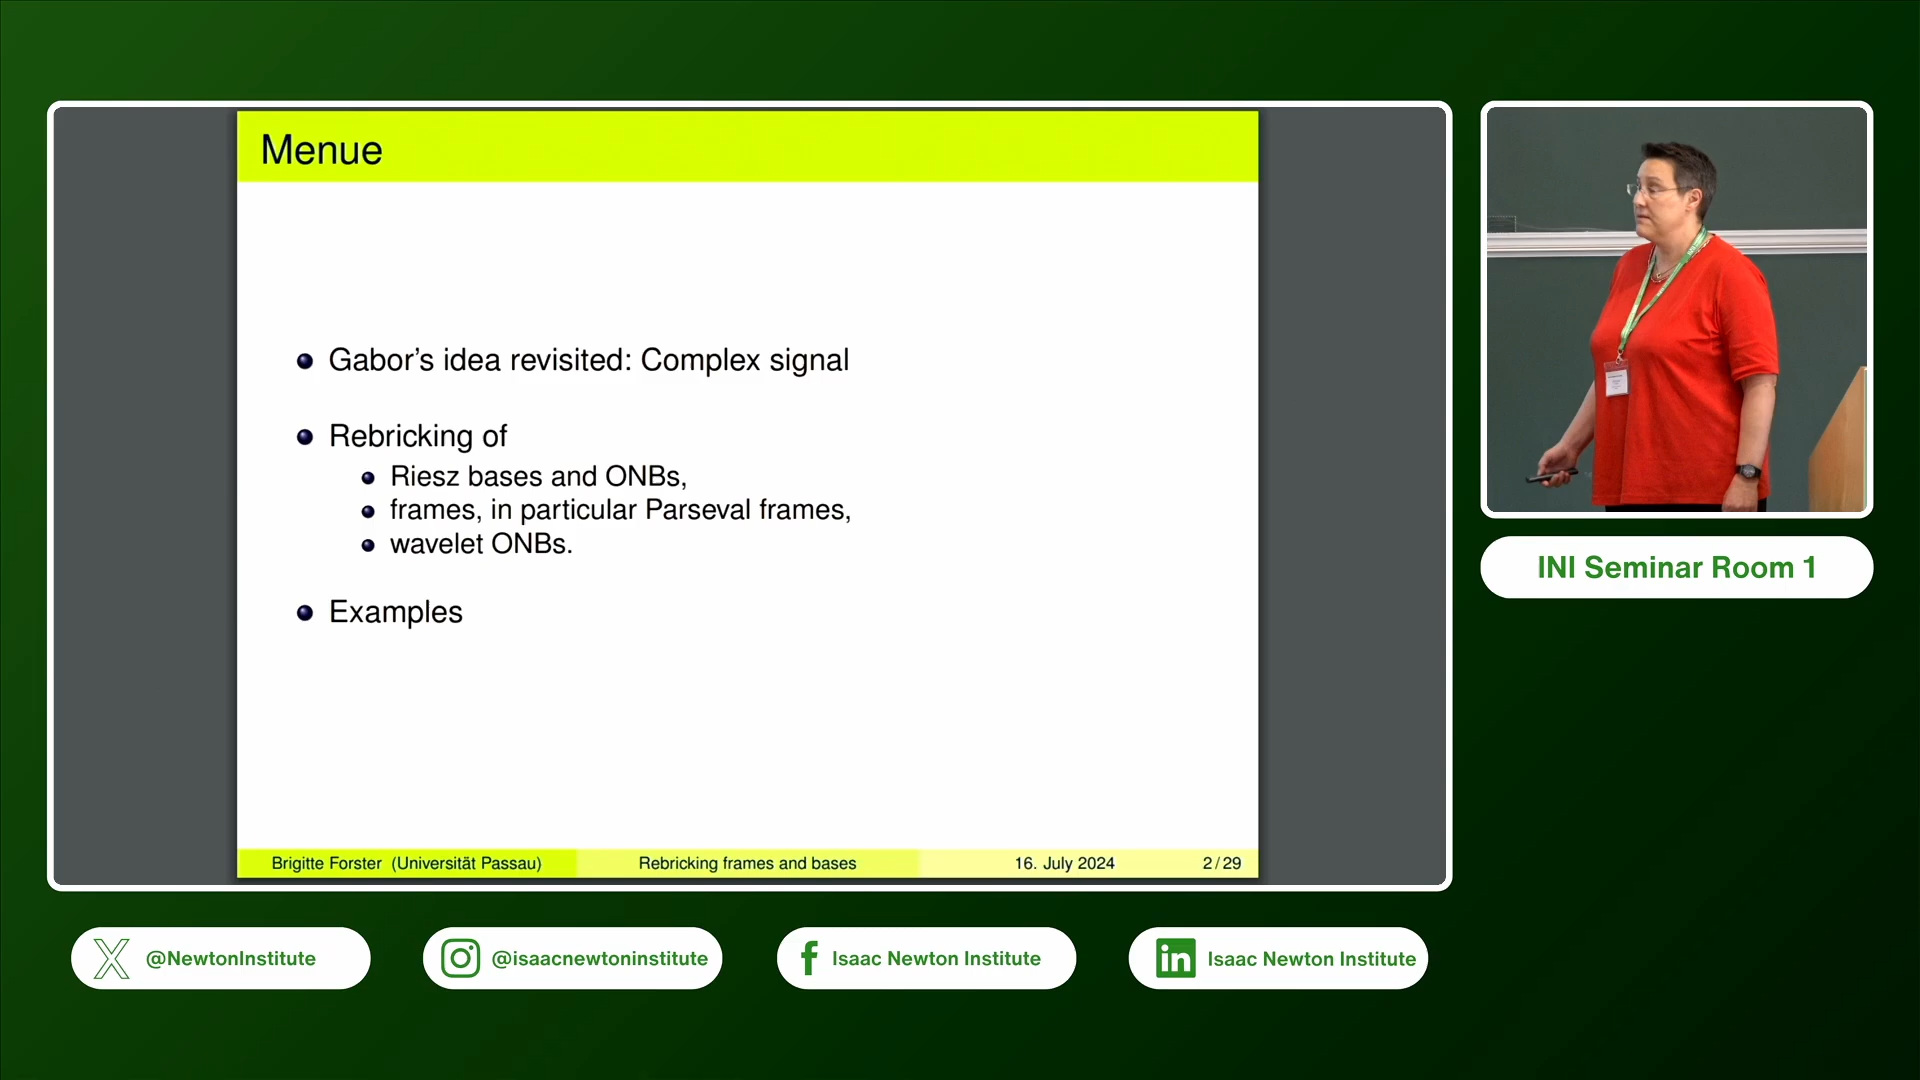 Menue
Gabor's idea revisited: Complex signal
Rebricking of
Riesz bases and ONBs,
frames, in particular Parseval frames,
wavelet ONBs.
Examples
Brigitte Forster (Universität Passau)
Rebricking frames and bases
16. July 2024
2/29
INI Seminar Room 1
@NewtonInstitute
@isaacnewtoninstitute
Isaac Newton Institute
Isaac Newton Institute